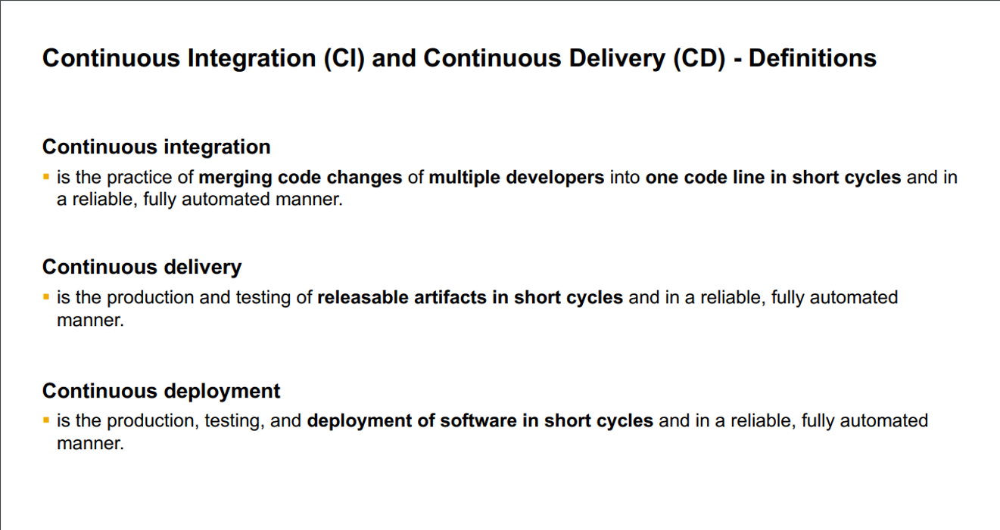 Continuous Integration (CI) and Continuous Delivery (CD) - Definitions
Continuous integration
▪ is the practice of merging code changes of multiple developers into one code line in short cycles and in
a reliable, fully automated manner.
Continuous delivery
▪ is the production and testing of releasable artifacts in short cycles and in a reliable, fully automated
manner.
Continuous deployment
▪ is the production, testing, and deployment of software in short cycles and in a reliable, fully automated
manner.